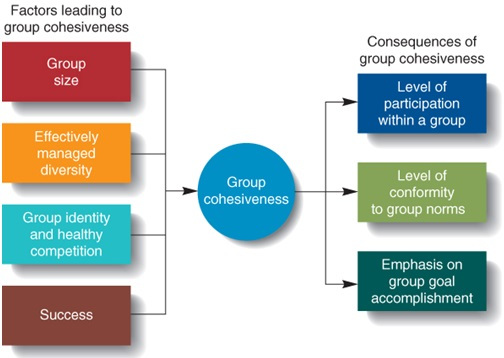 Factors leading to
group cohesiveness
Group
size
Effectively
managed
diversity
Group identity
and healthy
competition
Success
Group
cohesiveness
Consequences of
group cohesiveness
Level of
participation
within a group
Level of
conformity
to group norms
Emphasis on
group goal
accomplishment